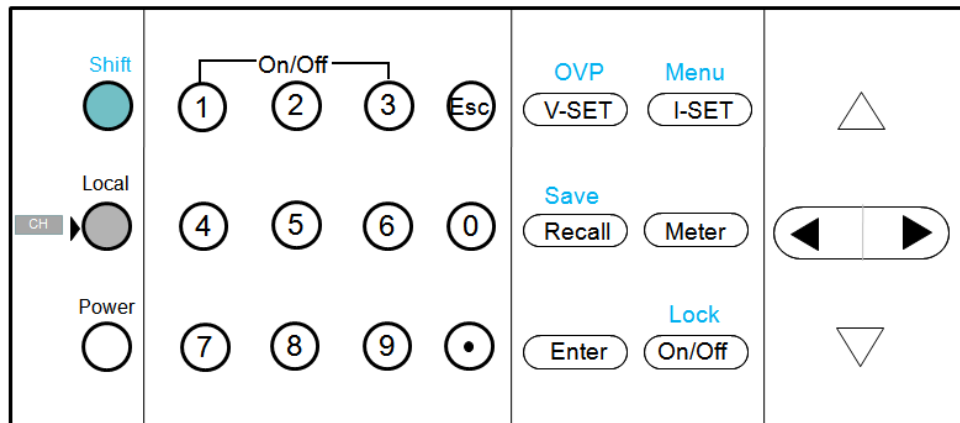 Shift
On/Off
OVP Menu
1 2 3 Esc V-SET I-SET
Local
Save
CH 4 5 6 0 Recall Meter
Power
Lock
7 8 9 • Enter On/Off